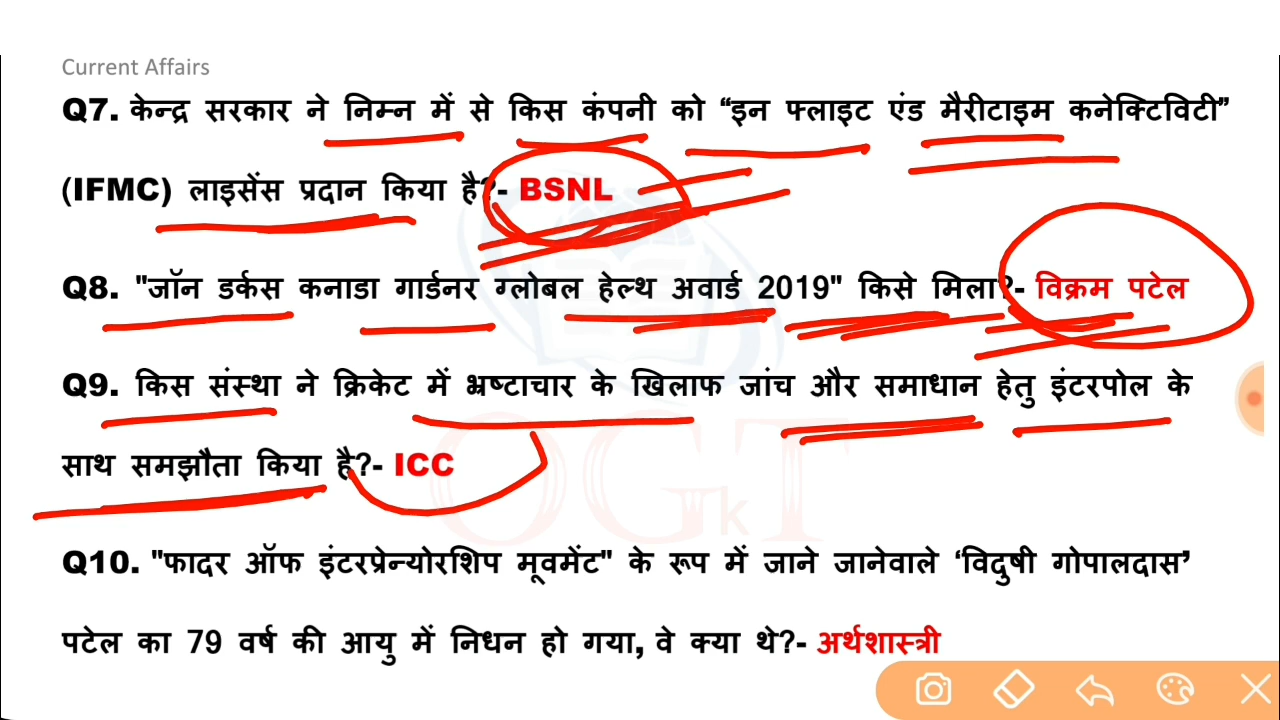 Current Affairs
Q7. केन्द्र सरकार ने निम्न में से किस कंपनी को “इन फ्लाइट एंड मैरीटाइम कनेक्टिविटी”
(IFMC) लाइसेंस प्रदान किया है?- BSNL
Q8. "जॉन डर्कस कनाडा गार्डनर ग्लोबल हेल्थ अवार्ड 2019" किसे मिला?- विक्रम पटेल
Q9. किस संस्था ने क्रिकेट में भ्रष्टाचार के खिलाफ जांच और समाधान हेतु इंटरपोल के
साथ समझौता किया है?- ICC
OGkT
Q10. "फादर ऑफ इंटरप्रेन्योरशिप मूवमेंट" के रूप में जाने जानेवाले ‘विदुषी गोपालदास’
पटेल का 79 वर्ष की आयु में निधन हो गया, वे क्या थे?- अर्थशास्त्री